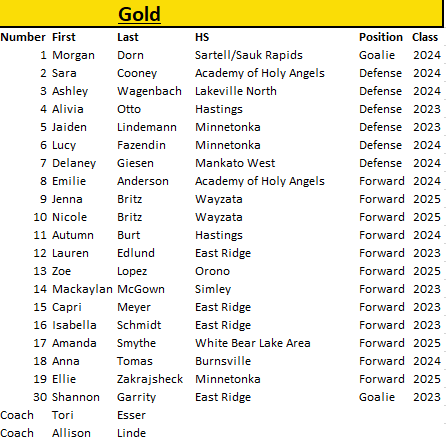 Gold
Number First Last HS Position Class
1 Morgan Dorn Sartell/Sauk Rapids Goalie 2024
2 Sara Cooney Academy of Holy Angels Defense 2024
3 Ashley Wagenbach Lakeville North Defense 2024
4 Alivia Otto Hastings Defense 2023
5 Jaiden Lindemann Minnetonka Defense 2023
6 Lucy Fazendin Minnetonka Defense 2024
7 Delaney Giesen Mankato West Defense 2024
8 Emilie Anderson Academy of Holy Angels Forward 2024
9 Jenna Britz Wayzata Forward 2025
10 Nicole Britz Wayzata Forward 2025
11 Autumn Burt Hastings Forward 2024
12 Lauren Edlund East Ridge Forward 2023
13 Zoe Lopez Orono Forward 2025
14 Mackaylan McGown Simley Forward 2023
15 Capri Meyer East Ridge Forward 2023
16 Isabella Schmidt East Ridge Forward 2023
17 Amanda Smythe White Bear Lake Area Forward 2025
18 Anna Tomas Burnsville Forward 2024
19 Ellie Zakrajsheck Minnetonka Forward 2025
30 Shannon Garrity East Ridge Goalie 2023
Coach Tori Esser
Coach Allison Linde